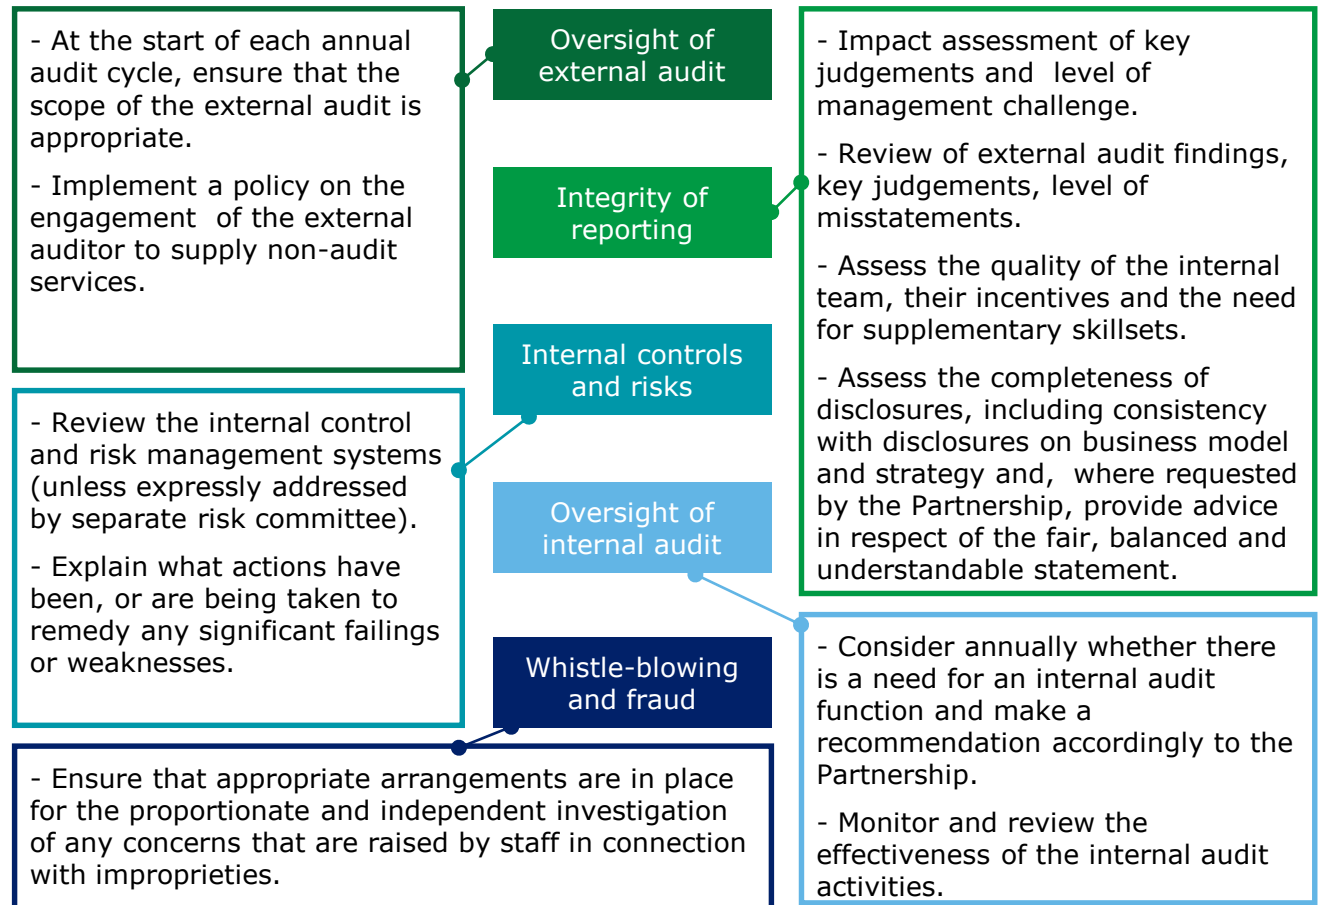 Oversight of
external audit
- At the start of each annual
audit cycle, ensure that the
scope of the external audit is
appropriate.
- Implement a policy on the
engagement  of the external
auditor to supply non-audit
services.
Integrity of
reporting
- Impact assessment of key
judgements and  level of
management challenge.
- Review of external audit findings,
key judgements, level of
misstatements.
- Assess the quality of the internal
team, their incentives and the need
for supplementary skillsets.
- Assess the completeness of
disclosures, including consistency
with disclosures on business model
and strategy and,  where requested
by the Partnership, provide advice
in respect of the fair, balanced and
understandable statement.
Internal controls
and risks
- Review the internal control
and risk management systems
(unless expressly addressed
by separate risk committee).
- Explain what actions have
been, or are being taken to
remedy any significant failings
or weaknesses.
Oversight of
internal audit
- Consider annually whether there
is a need for an internal audit
function and make a
recommendation accordingly to the
Partnership.
- Monitor and review the
effectiveness of the internal audit
activities.
Whistle-blowing
and fraud
- Ensure that appropriate arrangements are in place
for the proportionate and independent investigation
of any concerns that are raised by staff in connection
with improprieties.